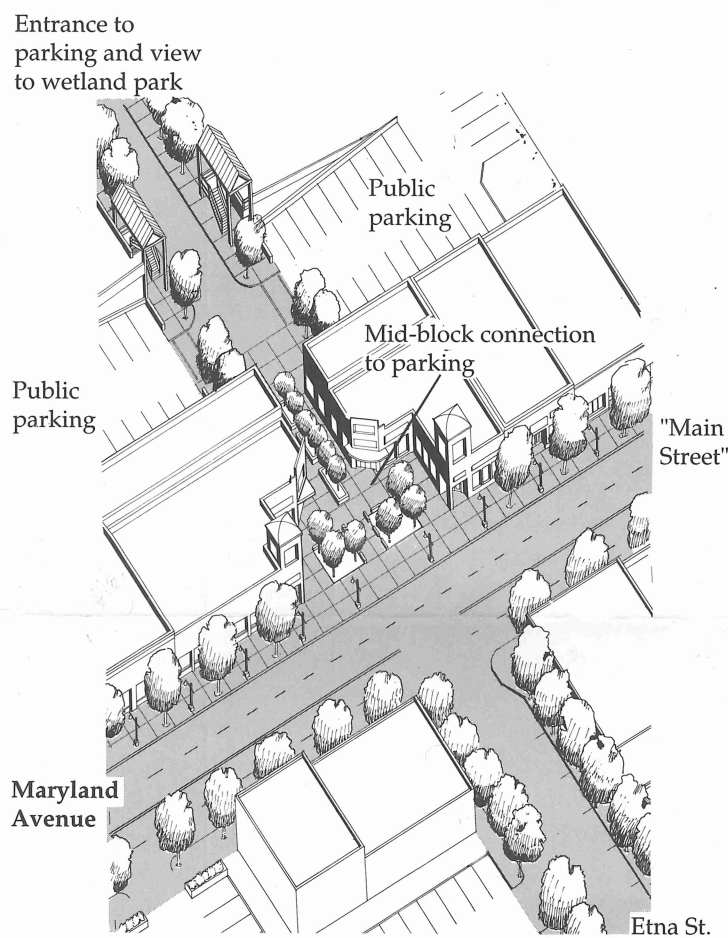 Entrance to
parking and view
to wetland park
Public
parking
Mid-block connection
to parking
Public
parking
"Main
Street"
Maryland
Avenue
Etna St.